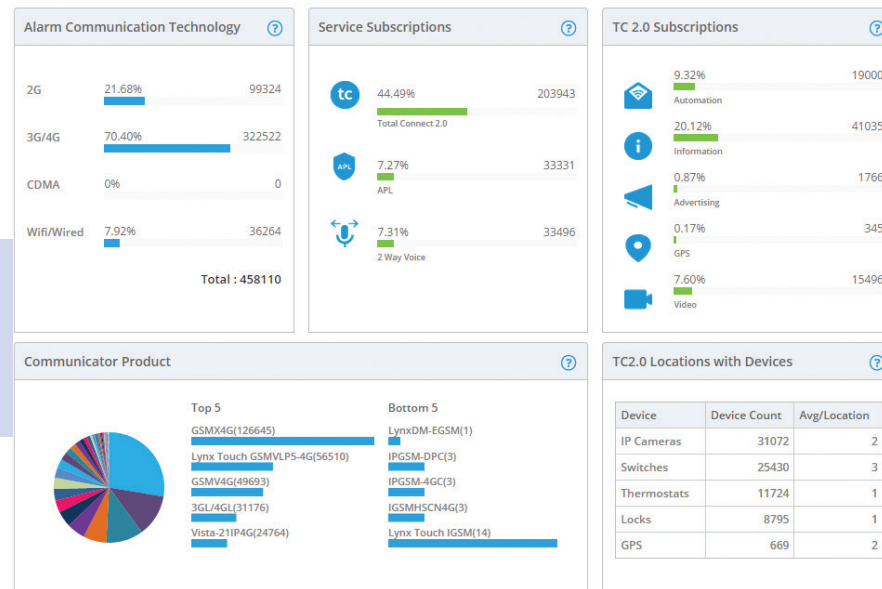 Alarm Communication Technology ?
2G 21.68% 99324
3G/4G 70.40% 322522
CDMA 0% 0
Wifi/Wired 7.92% 36264
Total : 458110
Service Subscriptions ?
tc 44.49% 203943
Total Connect 2.0
APL 7.27% 33331
APL
7.31% 33496
2 Way Voice
TC 2.0 Subscriptions ?
9.32% 19000
Automation
i 20.12% 41035
Information
0.87% 1766
Advertising
0.17% 345
GPS
7.60% 15496
Video
Communicator Product ?
Top 5
GSMX4G(126645)
Lynx Touch GSMVLP5-4G(56510)
GSMV4G(49693)
3GL/4GL(31176)
Vista-21IP4G(24764)
Bottom 5
LynxDM-EGSM(1)
IPGSM-DPC(3)
IPGSM-4GC(3)
IGSMHSCN4G(3)
Lynx Touch IGSM(14)
TC2.0 Locations with Devices ?
Device Device Count Avg/Location
IP Cameras 31072 2
Switches 25430 3
Thermostats 11724 1
Locks 8795 1
GPS 669 2